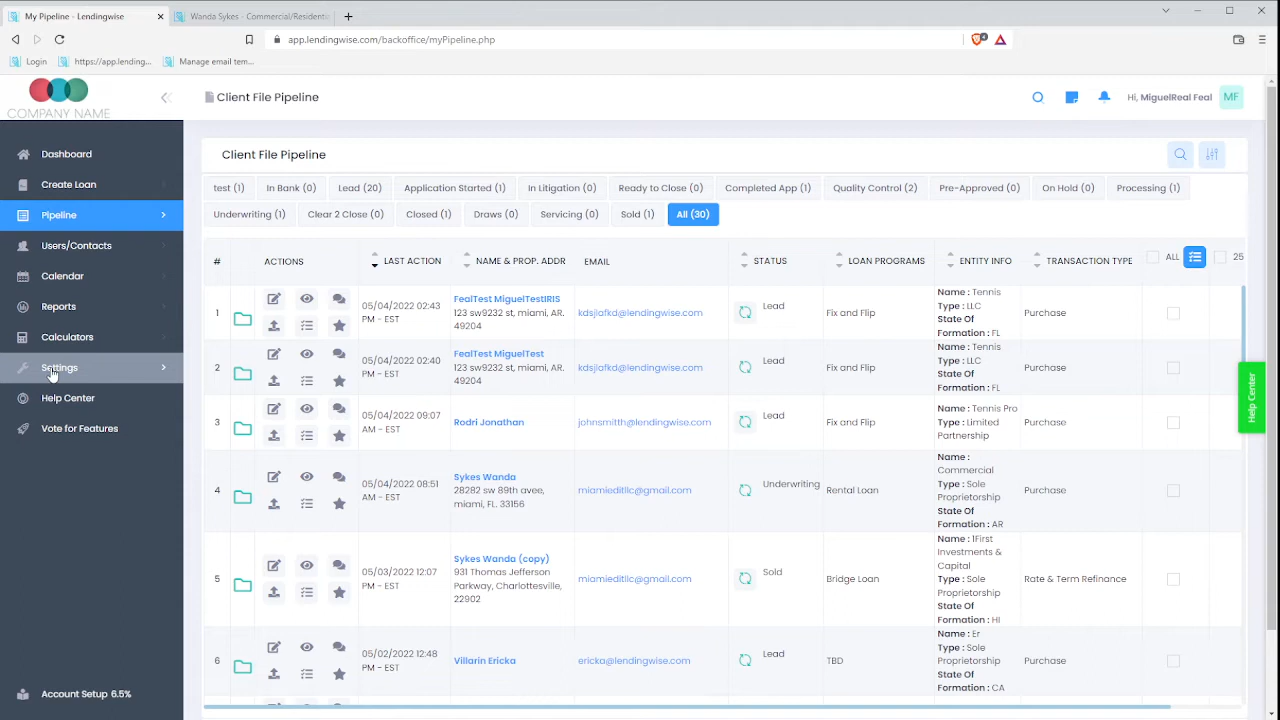 My Pipeline - Lendingwise
Wanda Sykes - Commercial/Residenti
app.lendingwise.com/backoffice/myPipeline.php
4
Login
https://app.lending...
Manage email tem...
COMPANY NAME
Client File Pipeline
Hi, MiguelReal Feal
MF
Dashboard
Create Loan
Pipeline
Users/Contacts
Calendar
Reports
Calculators
Settings
Help Center
Vote for Features
Account Setup 6.5%
Client File Pipeline
test (1)
In Bank (0)
Lead (20)
Application Started (1)
In Litigation (0)
Ready to Close (0)
Completed App (1)
Quality Control (2)
Pre-Approved (0)
On Hold (0)
Processing (1)
Underwriting (1)
Clear 2 Close (0)
Closed (1)
Draws (0)
Servicing (0)
Sold (1)
All (30)
#
ACTIONS
LAST ACTION
NAME & PROP. ADDR
EMAIL
STATUS
LOAN PROGRAMS
ENTITY INFO
TRANSACTION TYPE
ALL
25
1
05/04/2022 02:43
PM - EST
FealTest MiguelTestIRIS
123 sw9232 st, miami, AR.
49204
kdsjlafkd@lendingwise.com
Lead
Fix and Flip
Name : Tennis
Type : LLC
State Of
Formation : FL
Purchase
2
05/04/2022 02:40
PM - EST
FealTest MiguelTest
123 sw9232 st, miami, AR.
49204
kdsjlafkd@lendingwise.com
Lead
Fix and Flip
Name : Tennis
Type : LLC
State Of
Formation : FL
Purchase
3
05/04/2022 09:07
AM - EST
Rodri Jonathan
johnsmitth@lendingwise.com
Lead
Fix and Flip
Name : Tennis Pro
Type : Limited
Partnership
Purchase
4
05/04/2022 08:51
AM - EST
Sykes Wanda
28282 sw 89th avee,
miami, FL. 33156
miamieditllc@gmail.com
Underwriting
Rental Loan
Name :
Commercial
Type : Sole
Proprietorship
State Of
Formation : AR
Purchase
5
05/03/2022 12:07
PM - EST
Sykes Wanda (copy)
931 Thomas Jefferson
Parkway, Charlottesville,
22902
miamieditllc@gmail.com
Sold
Bridge Loan
Name : 1First
Investments &
Capital
Type : Sole
Proprietorship
State Of
Formation : HI
Rate & Term Refinance
6
05/02/2022 12:48
PM - EST
Villarin Ericka
ericka@lendingwise.com
Lead
TBD
Name : Er
Type : Sole
Proprietorship
State Of
Formation : CA
Purchase
Help Center